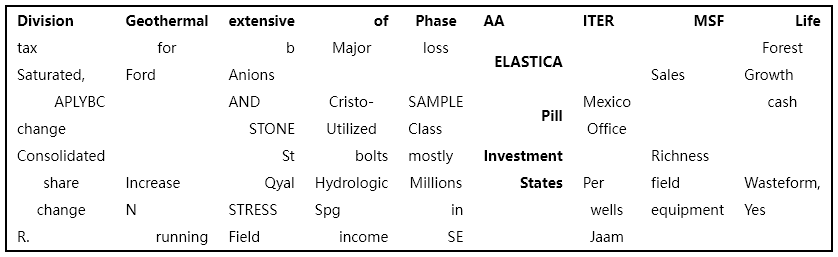 Division Geothermal extensive of Phase AA ITER MSF Life
tax for b Major loss Forest
ELASTICA
Saturated, Ford Anions Sales Growth
APLYBC AND Cristo- SAMPLE Mexico cash
Pill
change STONE Utilized Class Office
Consolidated St bolts mostly Investment Richness
share Increase Qyal Hydrologic Millions States Per field Wasteform,
change N STRESS Spg in wells equipment Yes
R. running Field income SE Jaam